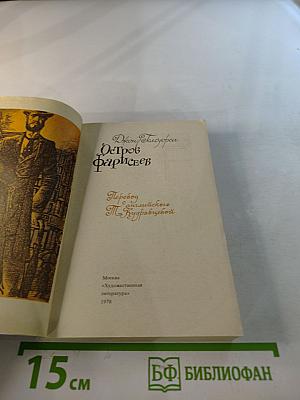 Джон Голсуорси
Остров
фарисеев
Перевод
с английского
Т. Кудрявцевой
Москва
«Художественная
литература»
1978
15 см
БФ БИБЛИОФАН